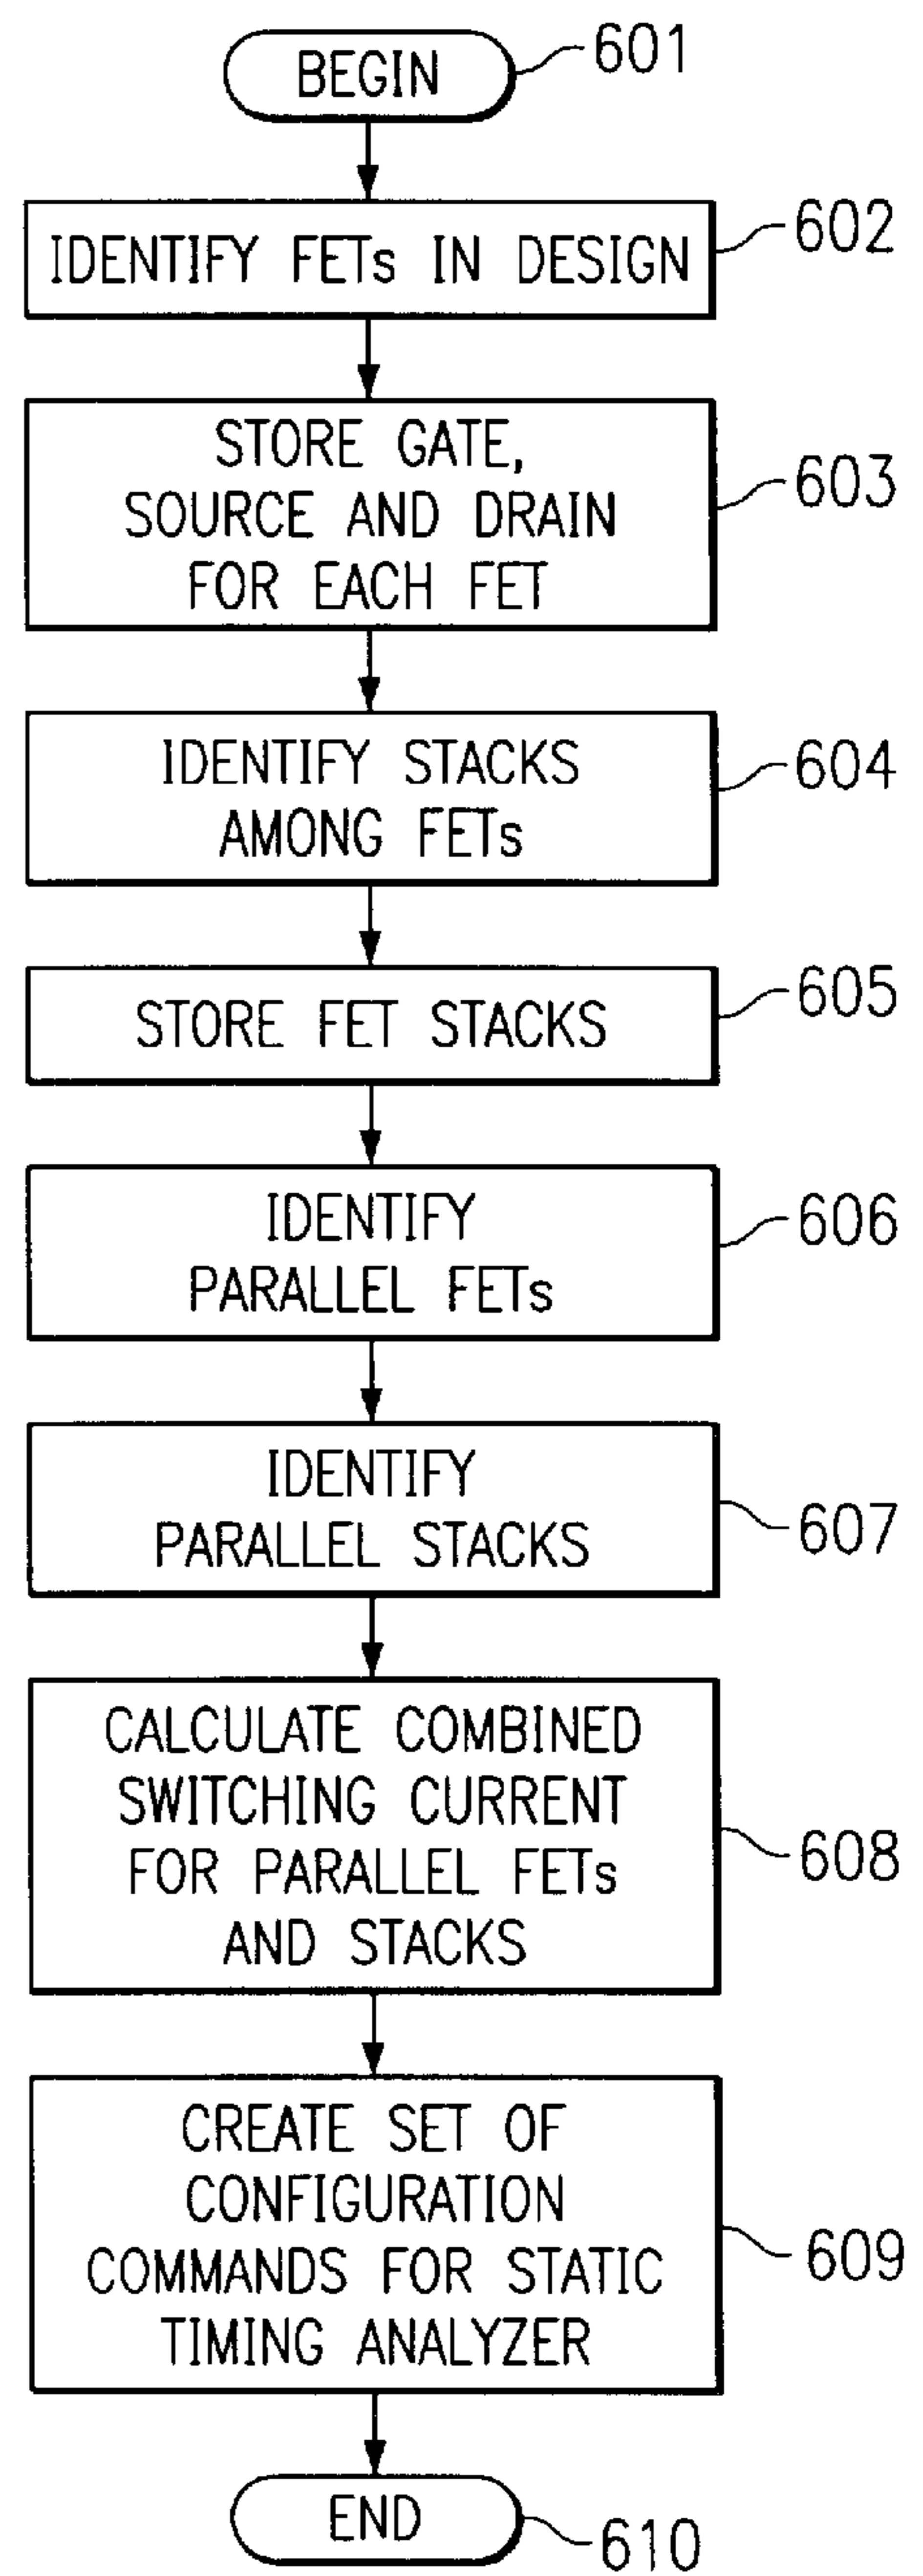 BEGIN
601
IDENTIFY FETs IN DESIGN
602
STORE GATE,
SOURCE AND DRAIN
FOR EACH FET
603
IDENTIFY STACKS
AMONG FETs
604
STORE FET STACKS
605
IDENTIFY
PARALLEL FETs
606
IDENTIFY
PARALLEL STACKS
607
CALCULATE COMBINED
SWITCHING CURRENT
FOR PARALLEL FETs
AND STACKS
608
CREATE SET OF
CONFIGURATION
COMMANDS FOR STATIC
TIMING ANALYZER
609
END
610